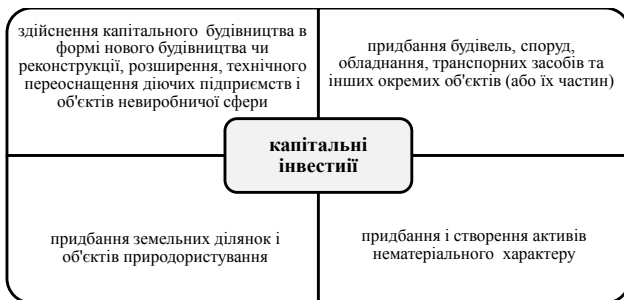 здійснення капітального будівництва в
формі нового будівництва чи
реконструкції, розширення, технічного
переоснащення діючих підприємств і
об'єктів невиробничої сфери
придбання будівель, споруд,
обладнання, транспорних засобів та
інших окремих об'єктів (або їх частин)
капітальні
інвестиії
придбання земельних ділянок і
об'єктів природористування
придбання і створення активів
нематеріального характеру